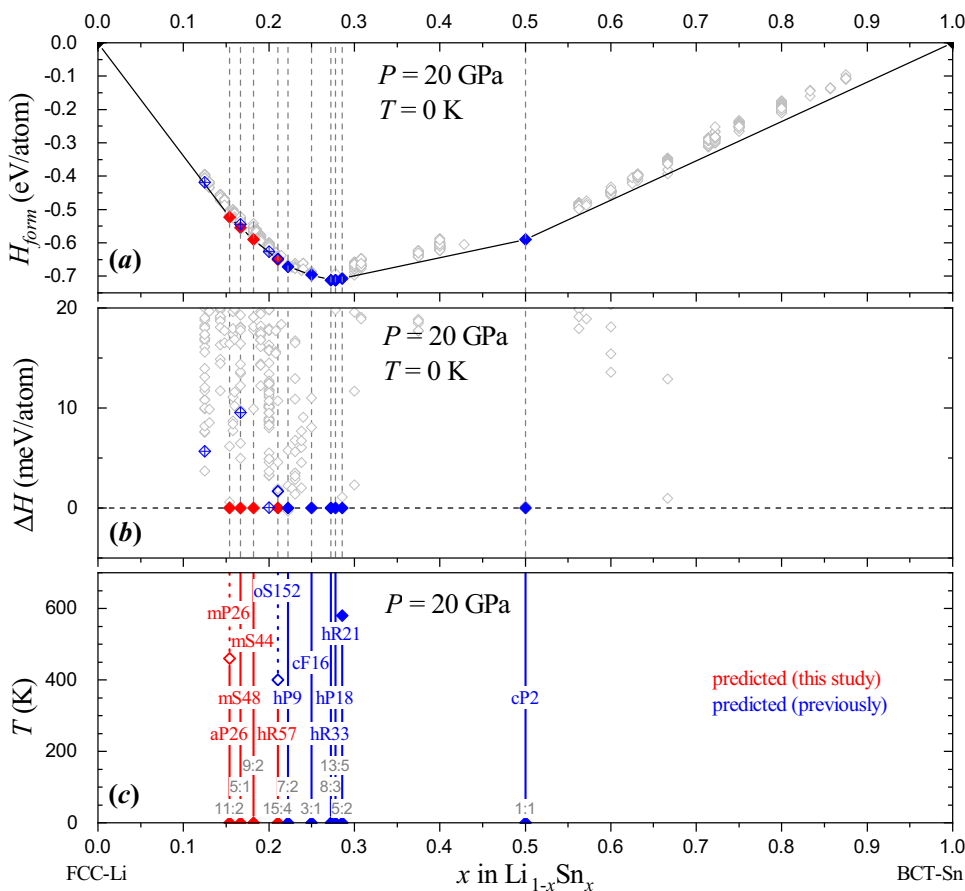 0.0 0.1 0.2 0.3 0.4 0.5 0.6 0.7 0.8 0.9 1.0
0.0
-0.1
-0.2
-0.3
-0.4
-0.5
-0.6
-0.7
H_form (eV/atom)
P = 20 GPa
T = 0 K
(a)
20
10
0
ΔH (meV/atom)
P = 20 GPa
T = 0 K
(b)
600
400
200
0
T (K)
P = 20 GPa
oS152
mP26
hR21
mS44
cF16
mS48 hP9 hP18 cP2
aP26 hR57 hR33
predicted (this study)
predicted (previously)
9:2 13:5
5:1 7:2 8:3
11:2 15:4 3:1 5:2 1:1
(c)
0.0 0.1 0.2 0.3 0.4 0.5 0.6 0.7 0.8 0.9 1.0
FCC-Li x in Li1-xSnx BCT-Sn